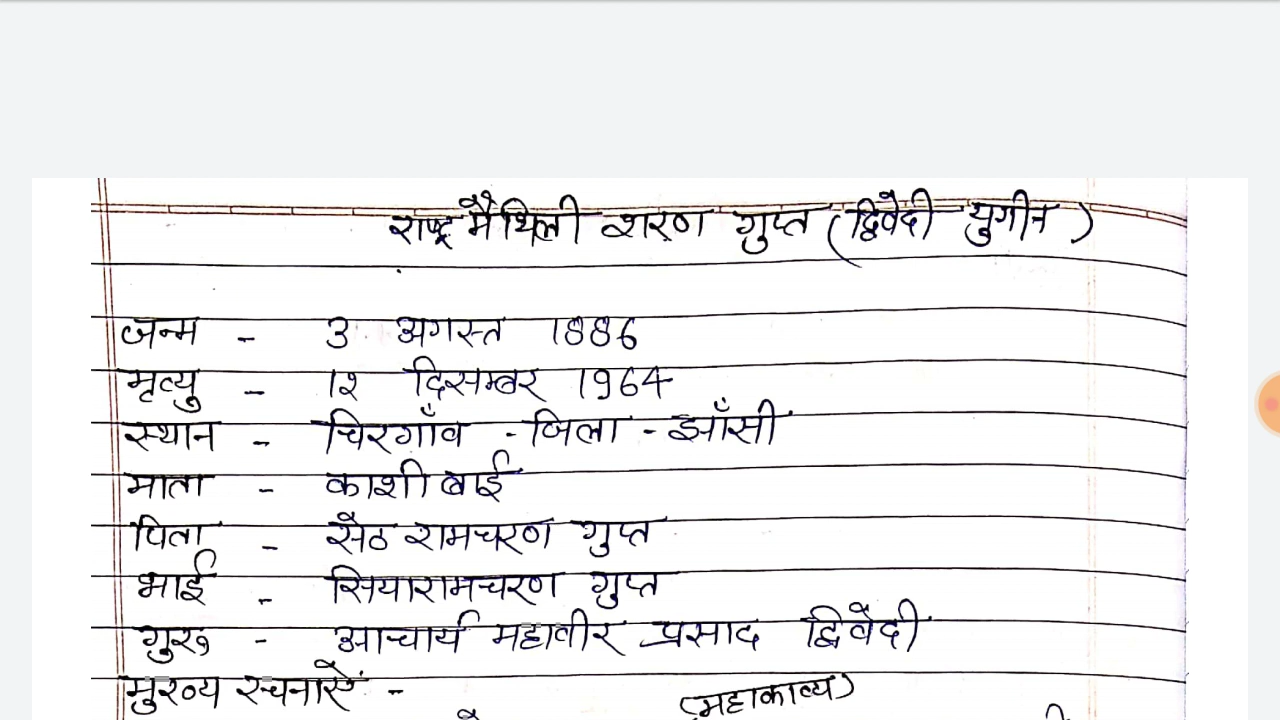 राष्ट्र मैथिली शरण गुप्त (द्विवेदी युगीन)
जन्म - 3 अगस्त 1886
मृत्यु - 12 दिसम्बर 1964
स्थान - चिरगाँव - जिला - झाँसी
माता - काशी बाई
पिता - सेठ रामचरण गुप्त
भाई - सियारामचरण गुप्त
गुरु - आचार्य महावीर प्रसाद द्विवेदी
मुख्य रचनाएँ -
(महाकाव्य)